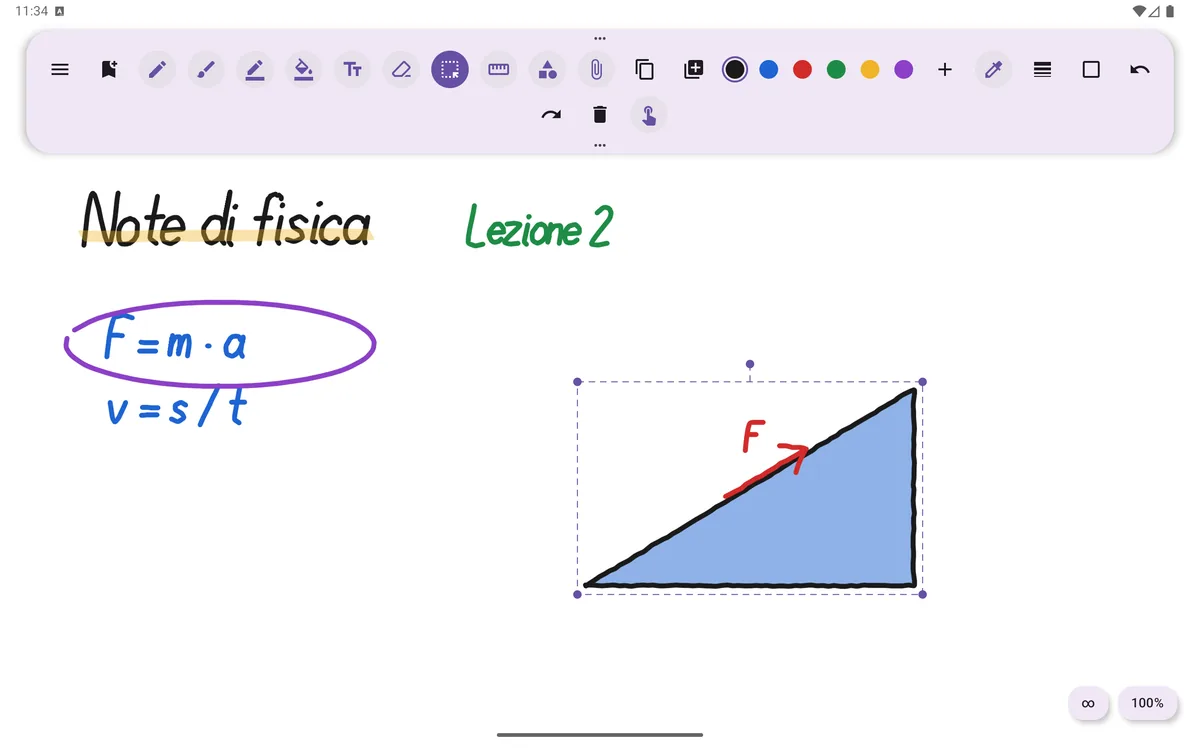 11:34
Note di fisica
Lezione 2
F = m · a
v = s / t
F
∞
100%